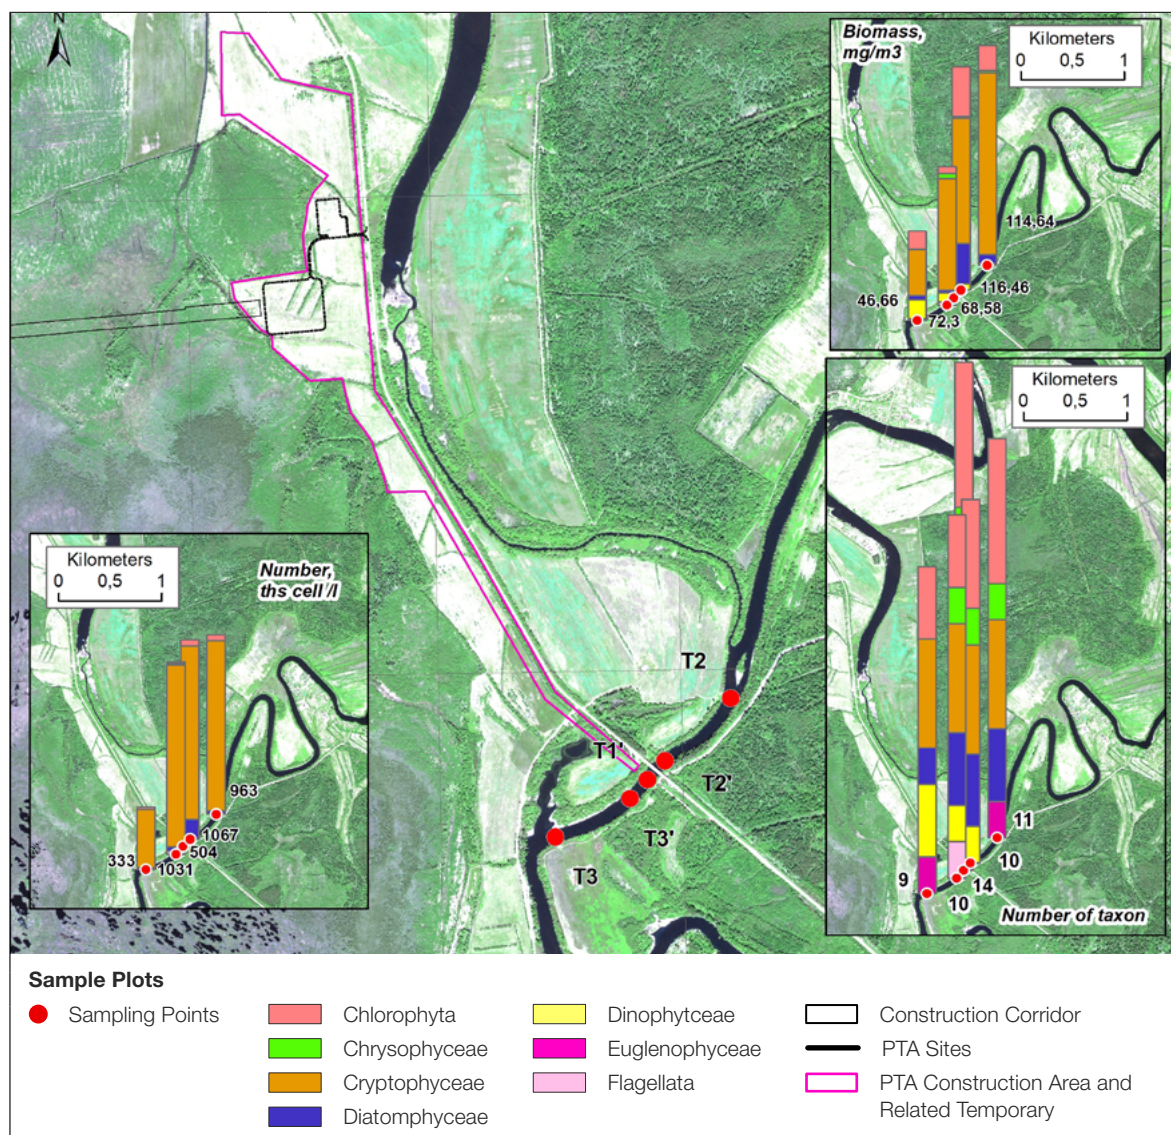 N
Biomass,
mg/m3
Kilometers
0 0,5 1
114,64
116,46
68,58
72,3
46,66
Kilometers
0 0,5 1
11
10
14
10
9
Number of taxon
Kilometers
0 0,5 1
Number,
ths cell'/l
963
1067
504
1031
333
T2
T1'
T2'
T3'
T3
Sample Plots
Sampling Points
Chlorophyta
Chrysophyceae
Cryptophyceae
Diatomphyceae
Dinophytceae
Euglenophyceae
Flagellata
Construction Corridor
PTA Sites
PTA Construction Area and
Related Temporary